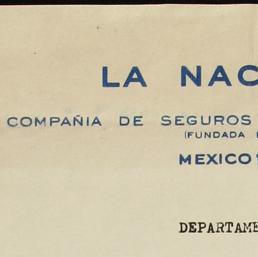 LA NAC
COMPAÑIA DE SEGUROS
(FUNDADA
MEXICO
DEPARTAME